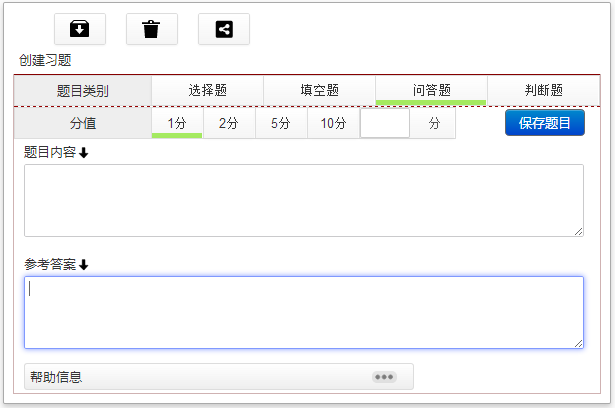 创建习题
题目类别 选择题 填空题 问答题 判断题
分值 1分 2分 5分 10分 分 保存题目
题目内容
参考答案
帮助信息